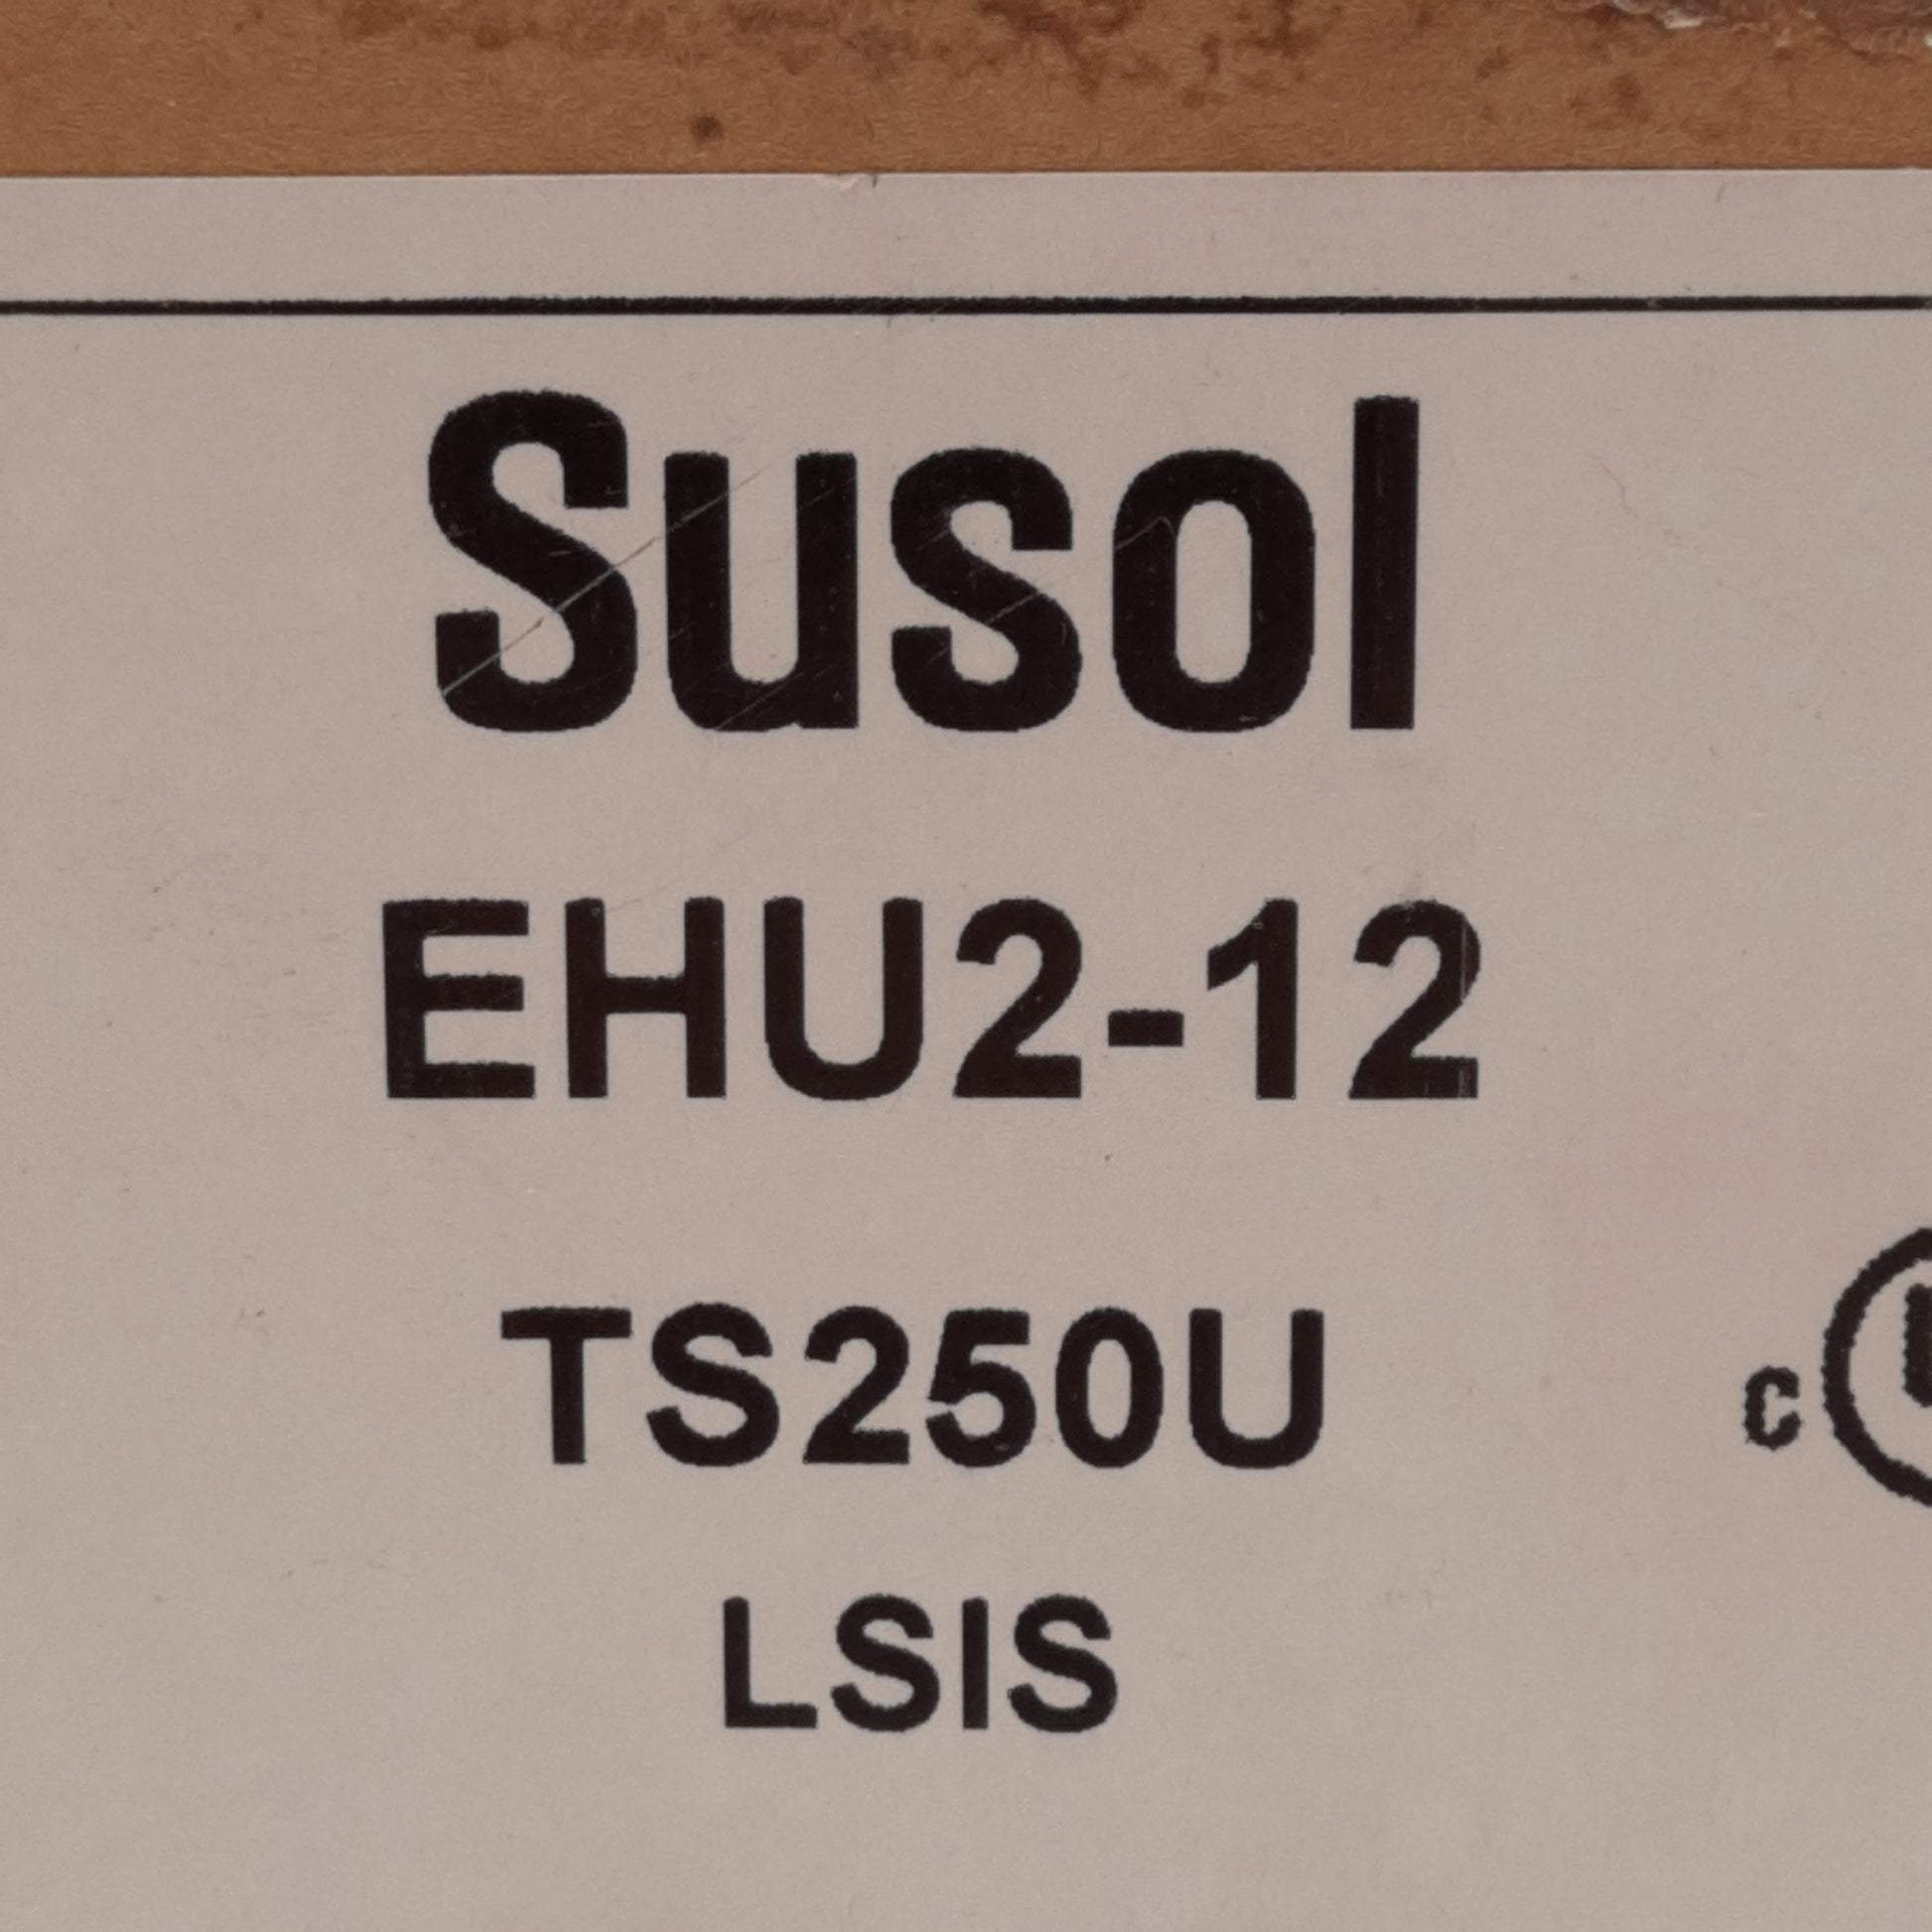 Susol
EHU2-12
TS250U
c
LSIS